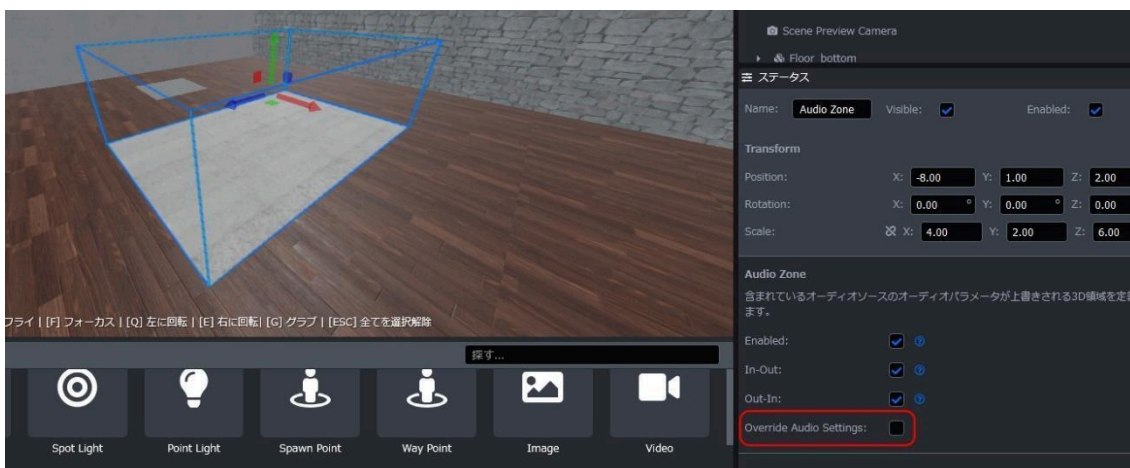 Scene Preview Camera
Floor_bottom
ステータス
Name: Audio Zone Visible: Enabled:
Transform
Position: X: -8.00 Y: 1.00 Z: 2.00
Rotation: X: 0.00 ° Y: 0.00 ° Z: 0.00
Scale: X: 4.00 Y: 2.00 Z: 6.00
Audio Zone
含まれているオーディオソースのオーディオパラメータが上書きされる3D領域を定
ます。
Enabled:
In-Out:
Out-In:
Override Audio Settings:
フライ | [F] フォーカス | [Q] 左に回転 | [E] 右に回転| [G] グラブ | [ESC] 全てを選択解除
探す...
Spot Light Point Light Spawn Point Way Point Image Video